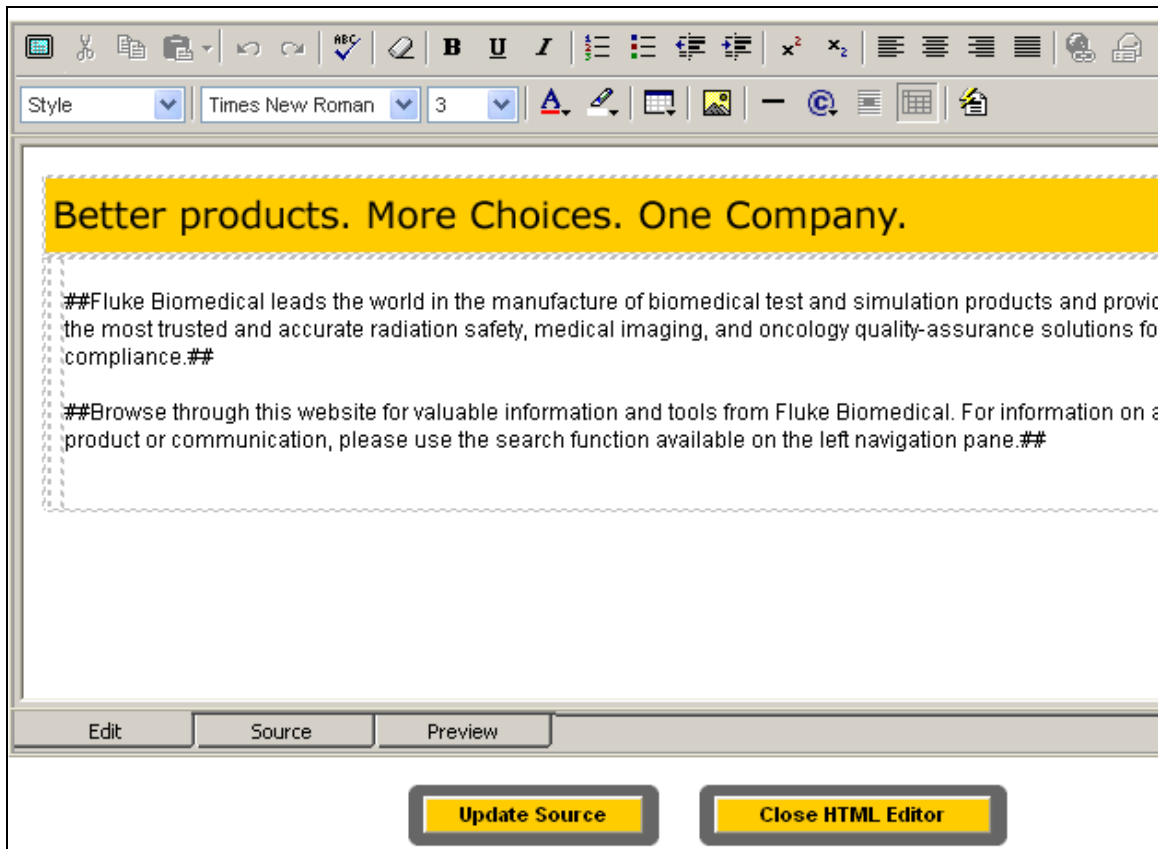 ABC
B U I x² x₂
Style Times New Roman 3 A
Better products. More Choices. One Company.
##Fluke Biomedical leads the world in the manufacture of biomedical test and simulation products and
the most trusted and accurate radiation safety, medical imaging, and oncology quality-assurance solutions
compliance.##
##Browse through this website for valuable information and tools from Fluke Biomedical. For information on
product or communication, please use the search function available on the left navigation pane.##
Edit Source Preview
Update Source Close HTML Editor